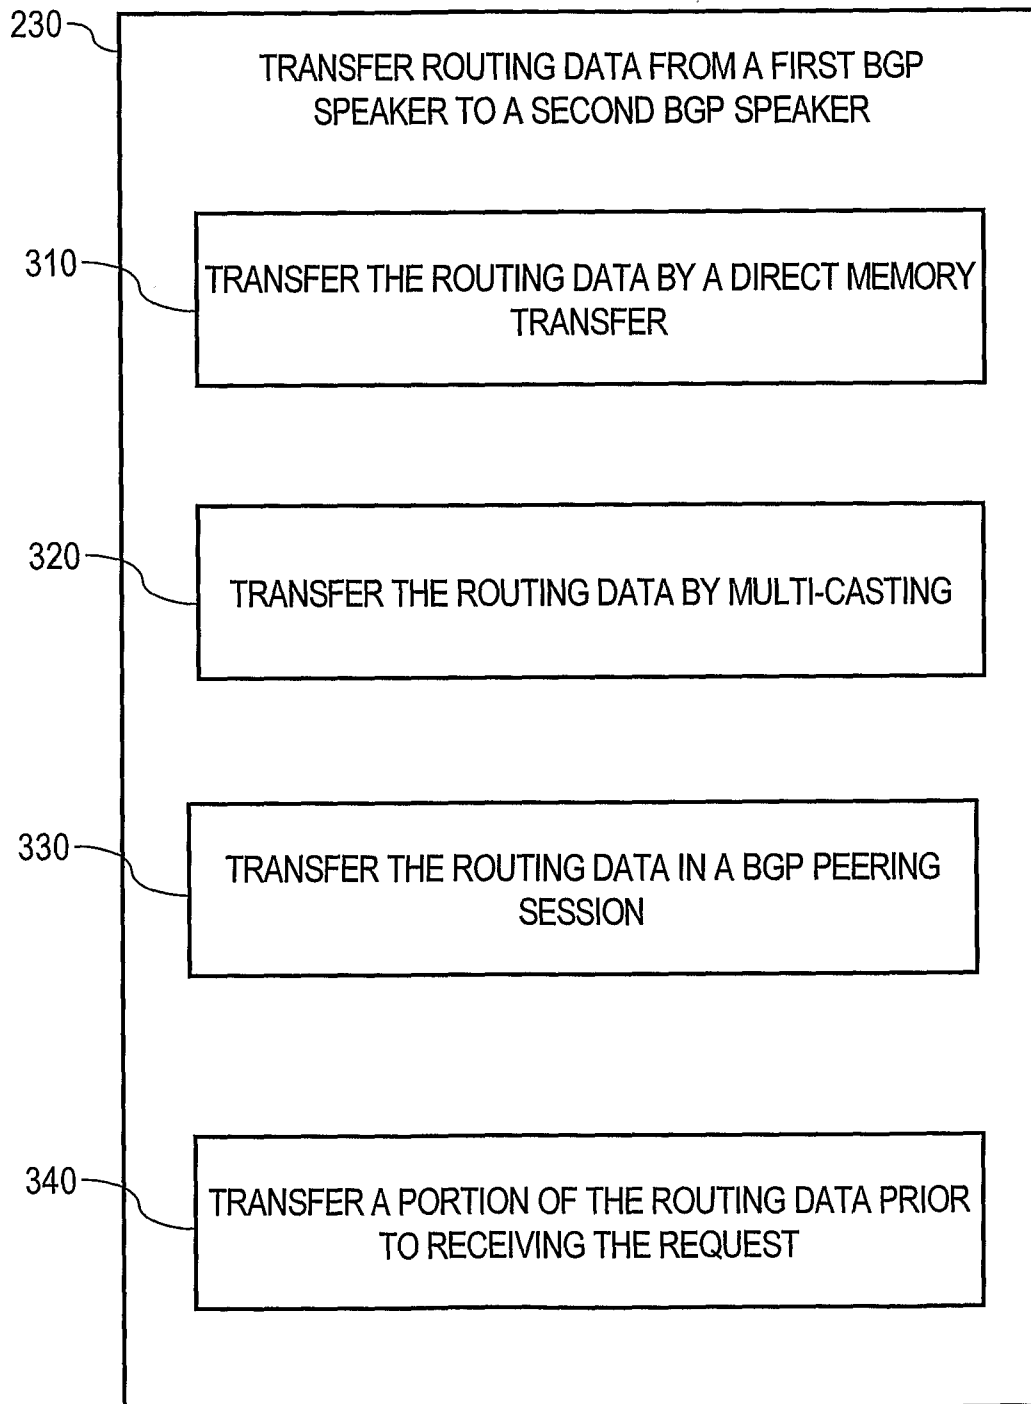 230
TRANSFER ROUTING DATA FROM A FIRST BGP
SPEAKER TO A SECOND BGP SPEAKER
310
TRANSFER THE ROUTING DATA BY A DIRECT MEMORY
TRANSFER
320
TRANSFER THE ROUTING DATA BY MULTI-CASTING
330
TRANSFER THE ROUTING DATA IN A BGP PEERING
SESSION
340
TRANSFER A PORTION OF THE ROUTING DATA PRIOR
TO RECEIVING THE REQUEST